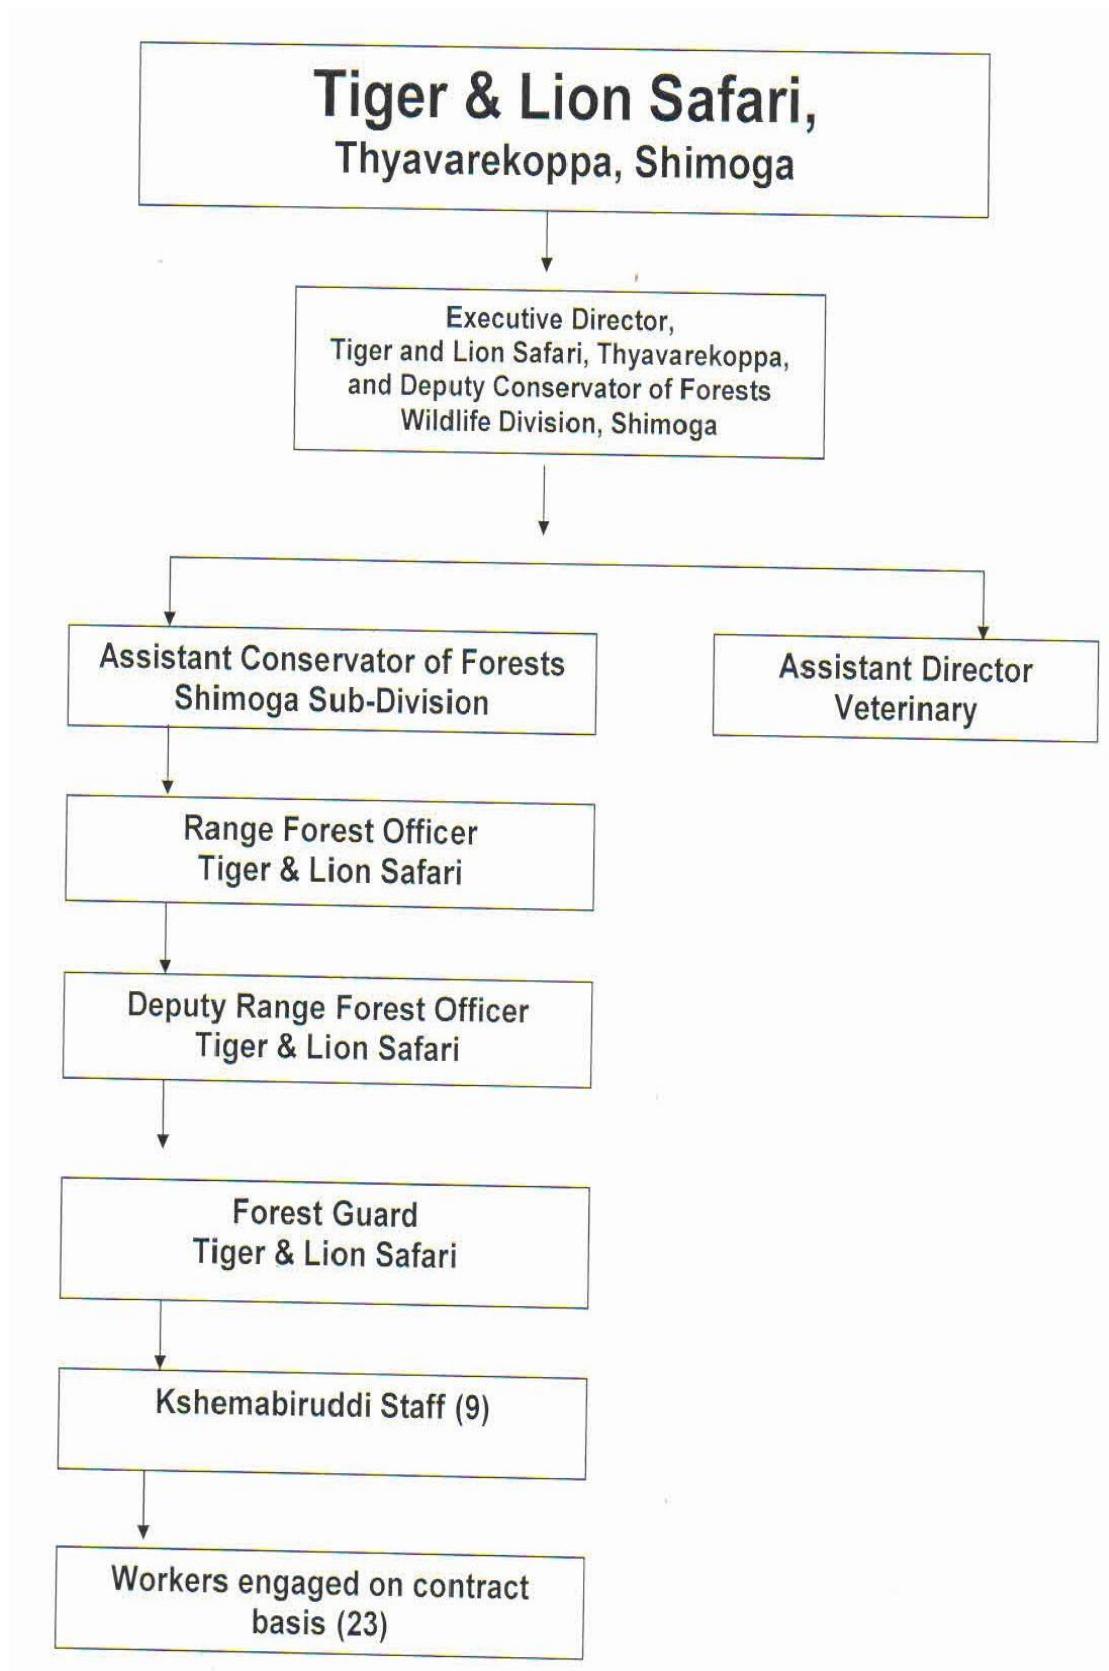 Tiger & Lion Safari,
Thyavarekoppa, Shimoga
Executive Director,
Tiger and Lion Safari, Thyavarekoppa,
and Deputy Conservator of Forests
Wildlife Division, Shimoga
Assistant Conservator of Forests
Shimoga Sub-Division
Assistant Director
Veterinary
Range Forest Officer
Tiger & Lion Safari
Deputy Range Forest Officer
Tiger & Lion Safari
Forest Guard
Tiger & Lion Safari
Kshemabiruddi Staff (9)
Workers engaged on contract
basis (23)